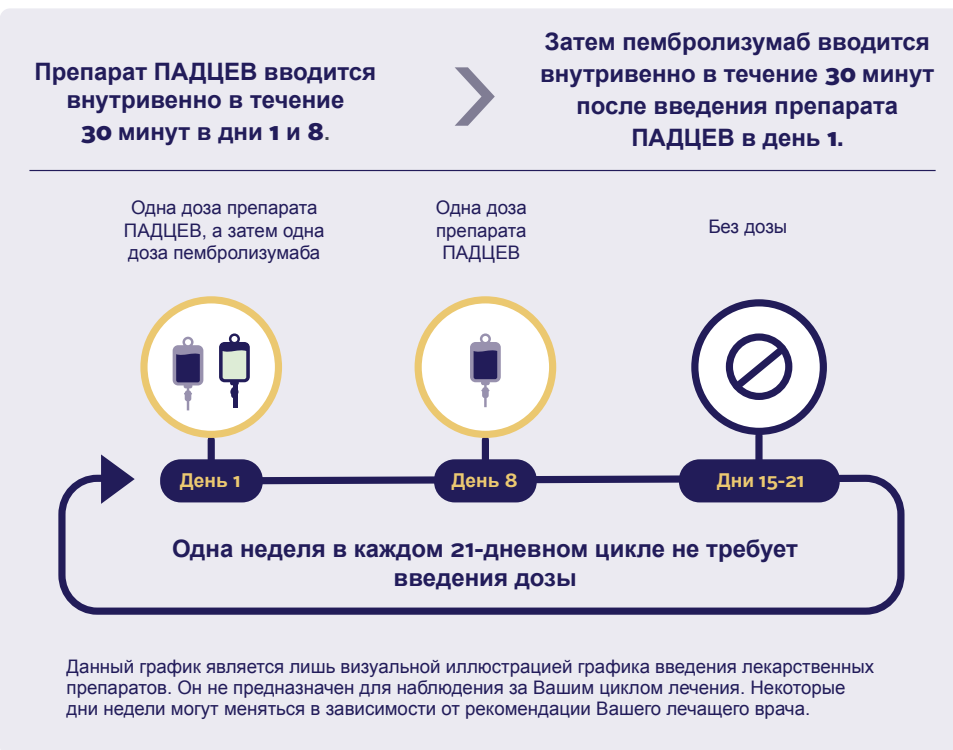 Препарат ПАДЦЕВ вводится
внутривенно в течение
30 минут в дни 1 и 8.
Затем пембролизумаб вводится
внутривенно в течение 30 минут
после введения препарата
ПАДЦЕВ в день 1.
Одна доза препарата
ПАДЦЕВ, а затем одна
доза пембролизумаба
Одна доза
препарата
ПАДЦЕВ
Без дозы
День 1
День 8
Дни 15-21
Одна неделя в каждом 21-дневном цикле не требует
введения дозы
Данный график является лишь визуальной иллюстрацией графика введения лекарственных
препаратов. Он не предназначен для наблюдения за Вашим циклом лечения. Некоторые
дни недели могут меняться в зависимости от рекомендации Вашего лечащего врача.